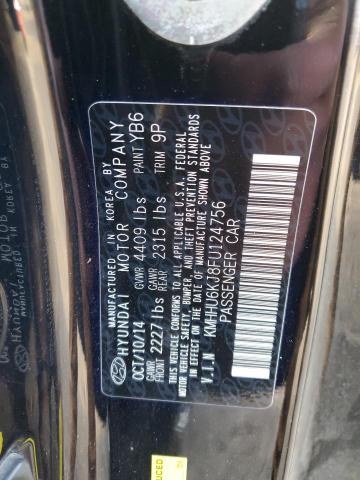 MANUFACTURED IN KOREA BY
HYUNDAI MOTOR COMPANY
OCT/10/14 GVWR 4409 lbs PAINT YB6
GAWR FRONT 2227 lbs GAWR REAR 2315 lbs TRIM 9P
THIS VEHICLE CONFORMS TO ALL APPLICABLE U.S.A. FEDERAL
MOTOR VEHICLE SAFETY BUMPER, AND THEFT PREVENTION STANDARDS
IN EFFECT ON THE DATE OF MANUFACTURE SHOWN ABOVE
V.I.N KMHHU6KJ8FU124756
PASSENGER CAR